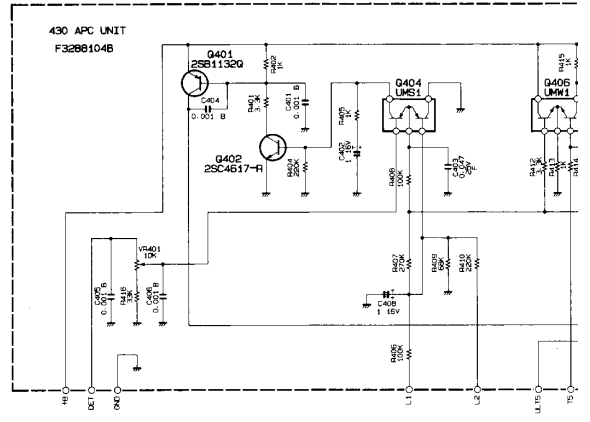 430 APC UNIT
F3288104B
Q401
2SB1132Q
R402
1K
C404
0.001 B
R401
3.3K
C401
0.001 B
Q402
2SC4617-R
R404
220K
R405
1K
C402
1 16V
Q404
UMS1
R408
100K
C403
0.047
25V
F
Q406
UMW1
R415
1K
R412
3.3K
R413
1K
R414
VR401
10K
C405
0.001 B
R416
33K
C406
0.001 B
R407
270K
R409
68K
R410
220K
C408
1 16V
R406
100K
+B
DET
GND
L1
L2
ULT5
T5